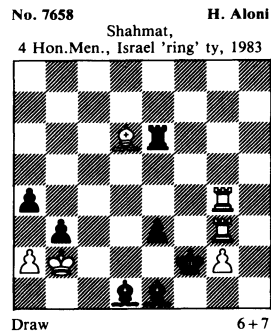 No. 7658 H. Aloni
Shahmat,
4 Hon.Men., Israel 'ring' ty, 1983
Draw 6+7